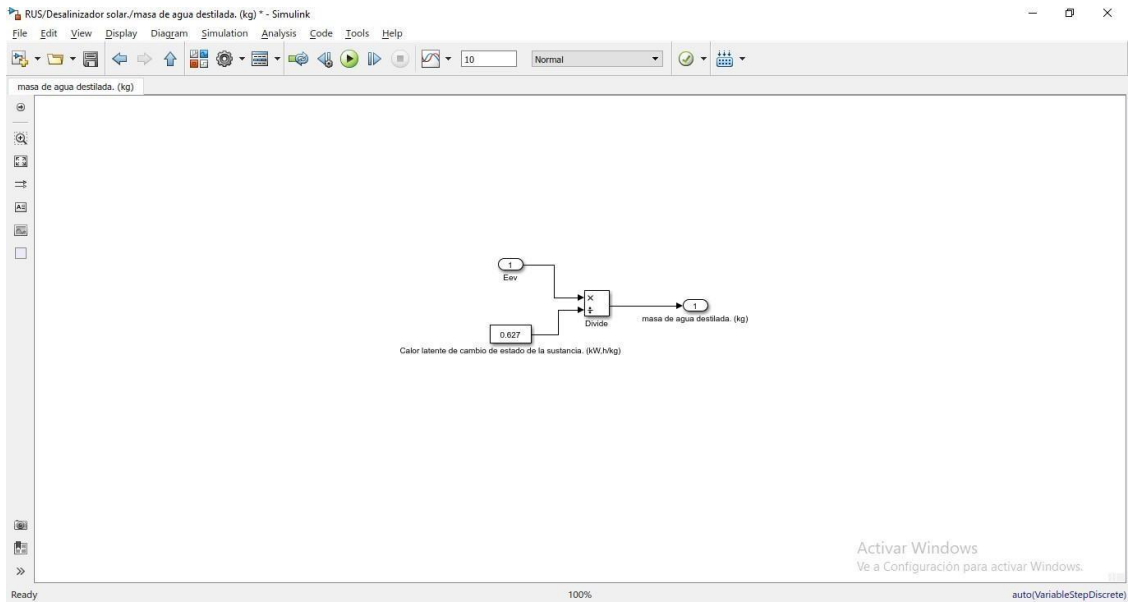 RUS/Desalinizador solar./masa de agua destilada. (kg) * - Simulink
File Edit View Display Diagram Simulation Analysis Code Tools Help
10 Normal
masa de agua destilada. (kg)
1
Eev
×
÷
Divide
1
masa de agua destilada. (kg)
0.627
Calor latente de cambio de estado de la sustancia. (kW,h/kg)
Activar Windows
Ve a Configuración para activar Windows.
Ready 100% auto(VariableStepDiscrete)